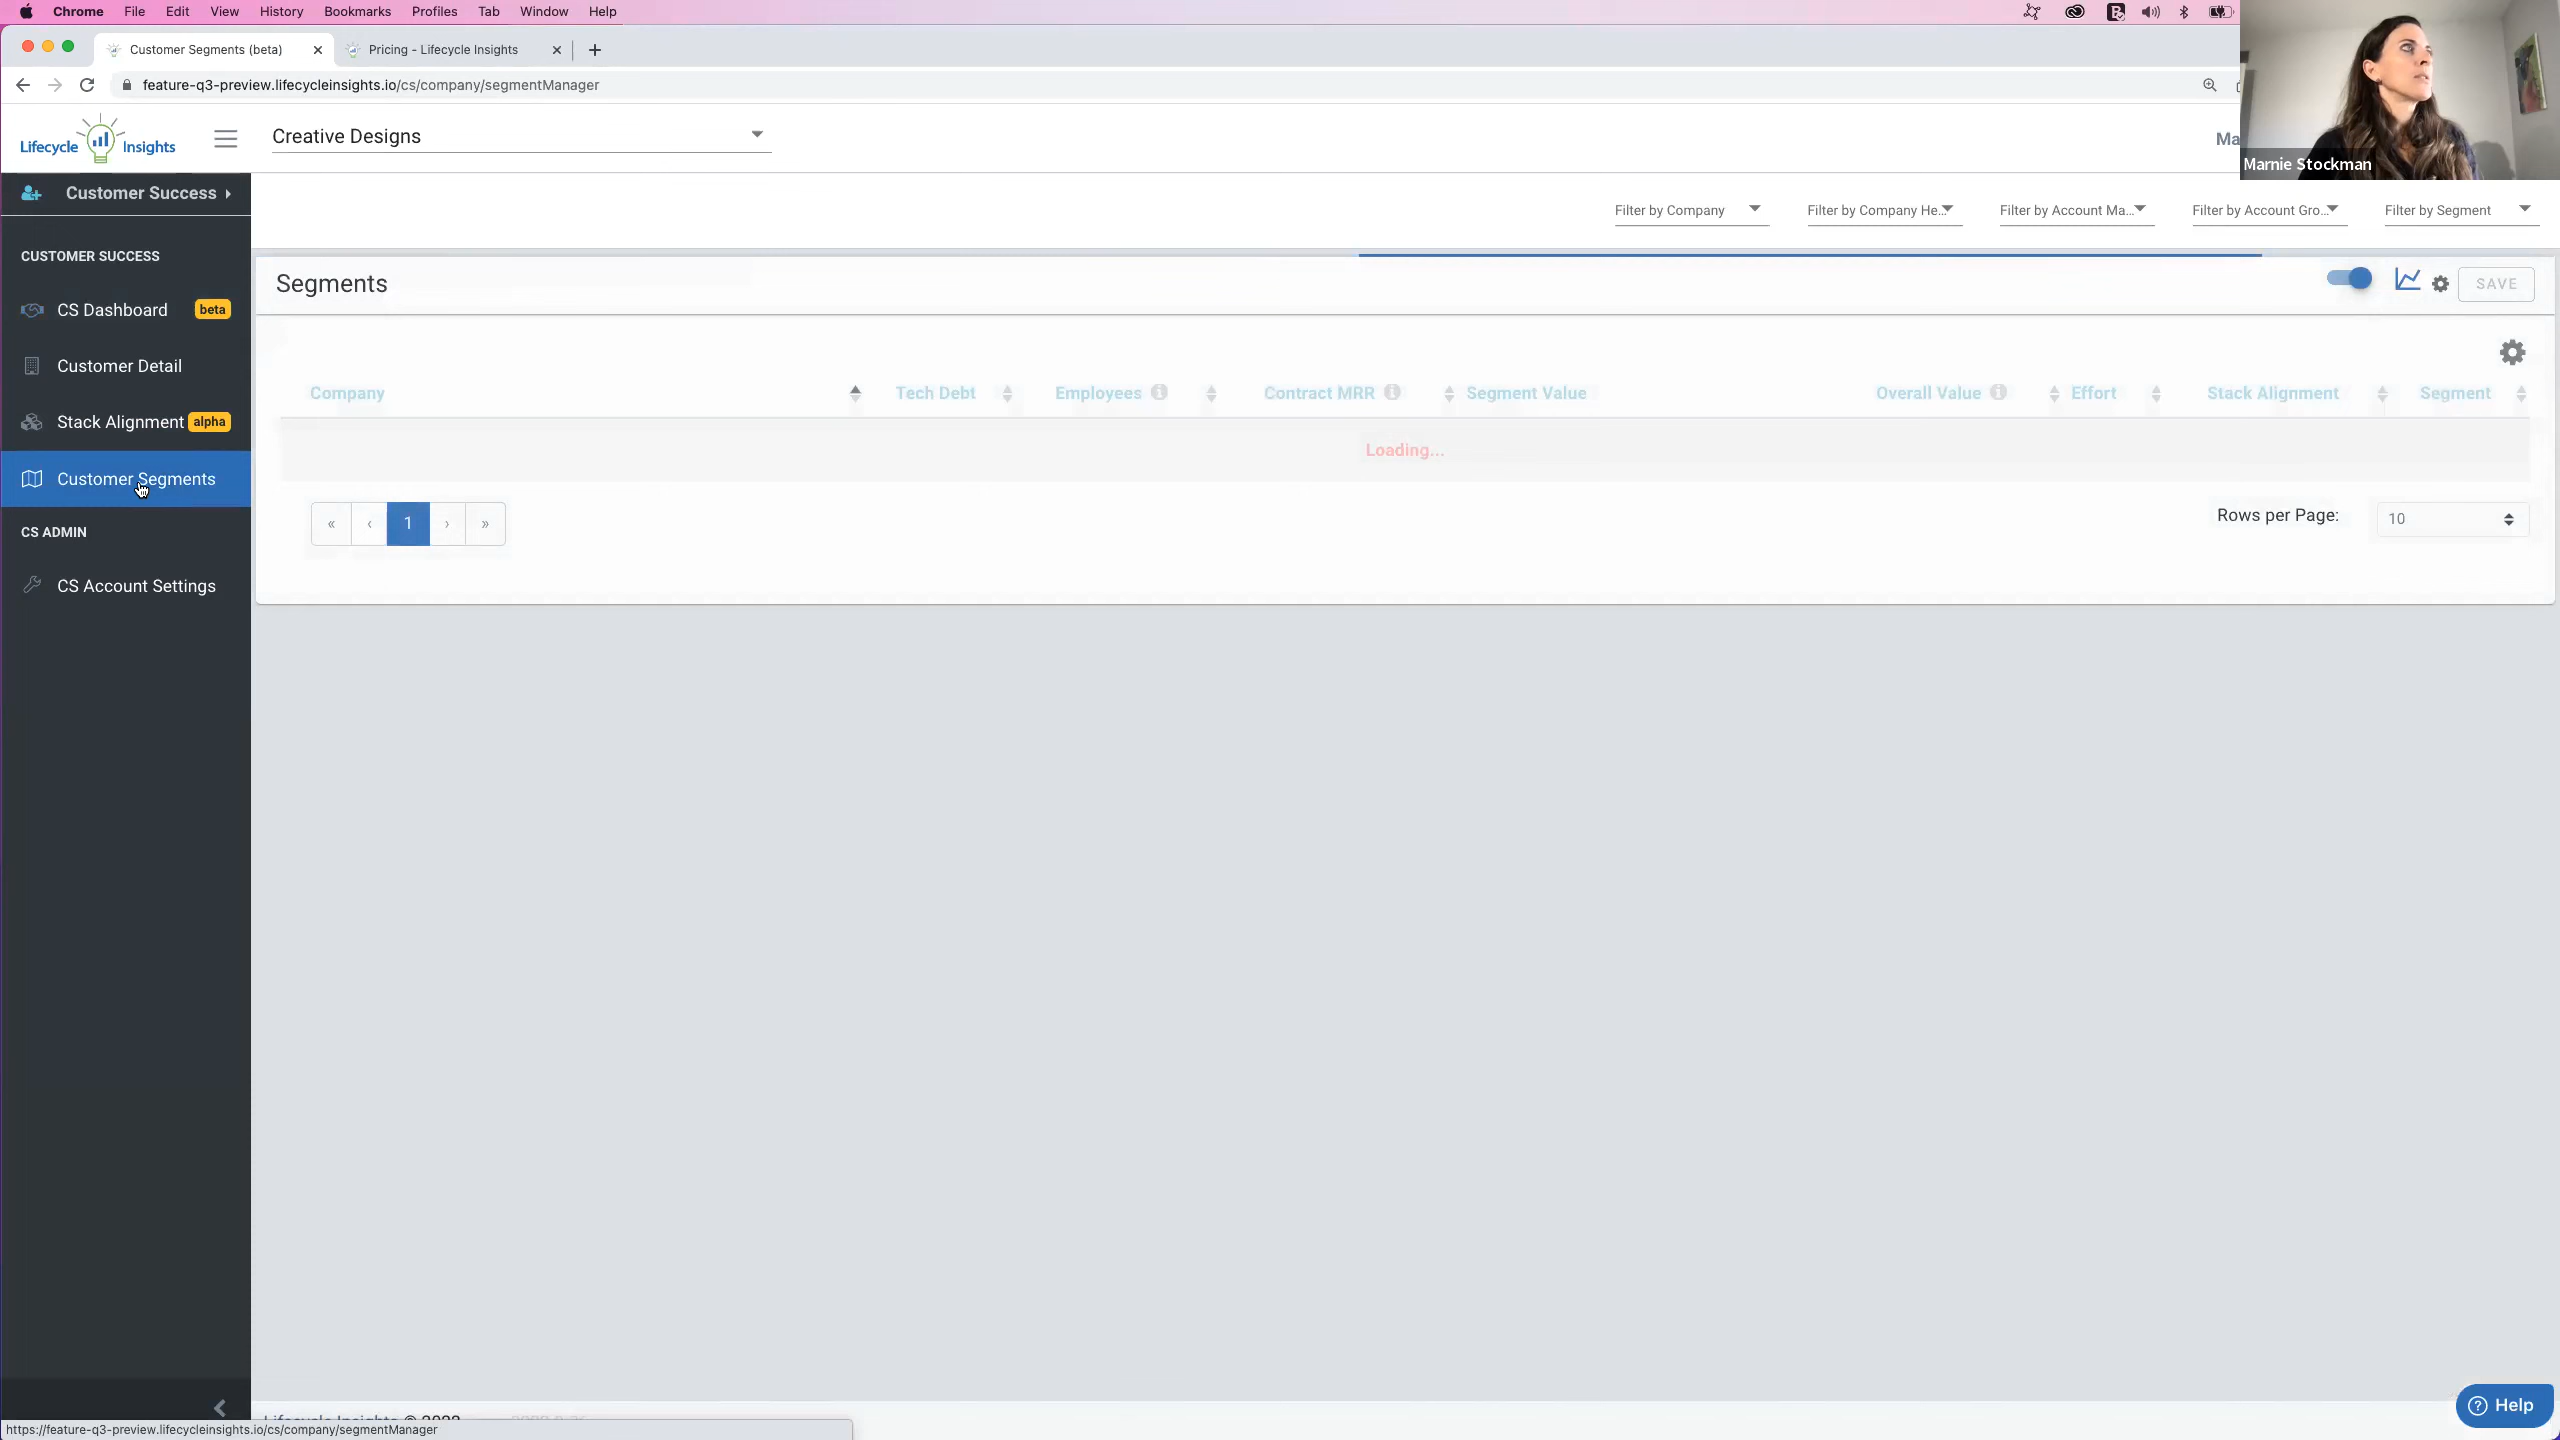 Chrome File Edit View History Bookmarks Profiles Tab Window Help
Customer Segments (beta)
Pricing - Lifecycle Insights
feature-q3-preview.lifecycleinsights.io/cs/company/segmentManager
Lifecycle Insights
Creative Designs
Ma
Marnie Stockman
Customer Success
Filter by Company
Filter by Company He...
Filter by Account Ma...
Filter by Account Gro...
Filter by Segment
CUSTOMER SUCCESS
Segments
SAVE
CS Dashboard beta
Customer Detail
Company
Tech Debt
Employees
Contract MRR
Segment Value
Overall Value
Effort
Stack Alignment
Segment
Stack Alignment alpha
Loading...
Customer Segments
« ‹ 1 › »
Rows per Page: 10
CS ADMIN
CS Account Settings
Help
https://feature-q3-preview.lifecycleinsights.io/cs/company/segmentManager